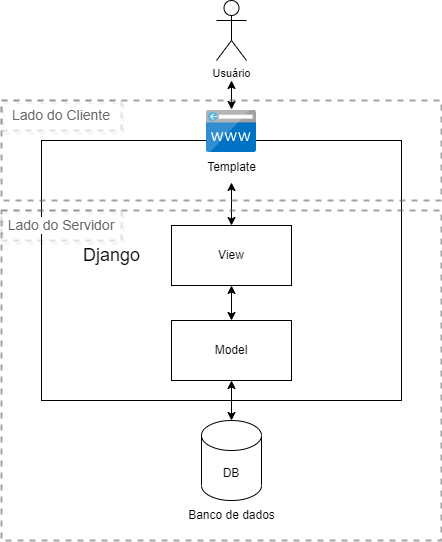 Usuário
Lado do Cliente
WWW
Template
Lado do Servidor
Django
View
Model
DB
Banco de dados